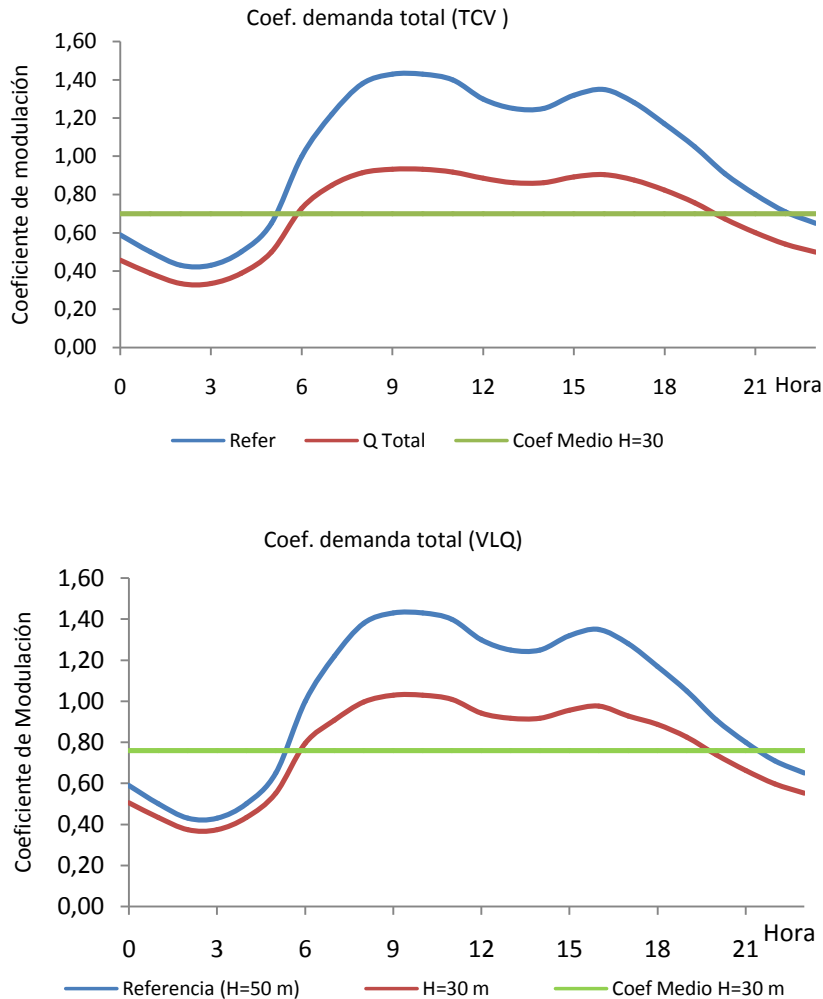 Coef. demanda total (TCV )
Coeficiente de modulación
1,60
1,40
1,20
1,00
0,80
0,60
0,40
0,20
0,00
0 3 6 9 12 15 18 21 Hora
Refer Q Total Coef Medio H=30
Coef. demanda total (VLQ)
Coeficiente de Modulación
1,60
1,40
1,20
1,00
0,80
0,60
0,40
0,20
0,00
0 3 6 9 12 15 18 21 Hora
Referencia (H=50 m) H=30 m Coef Medio H=30 m